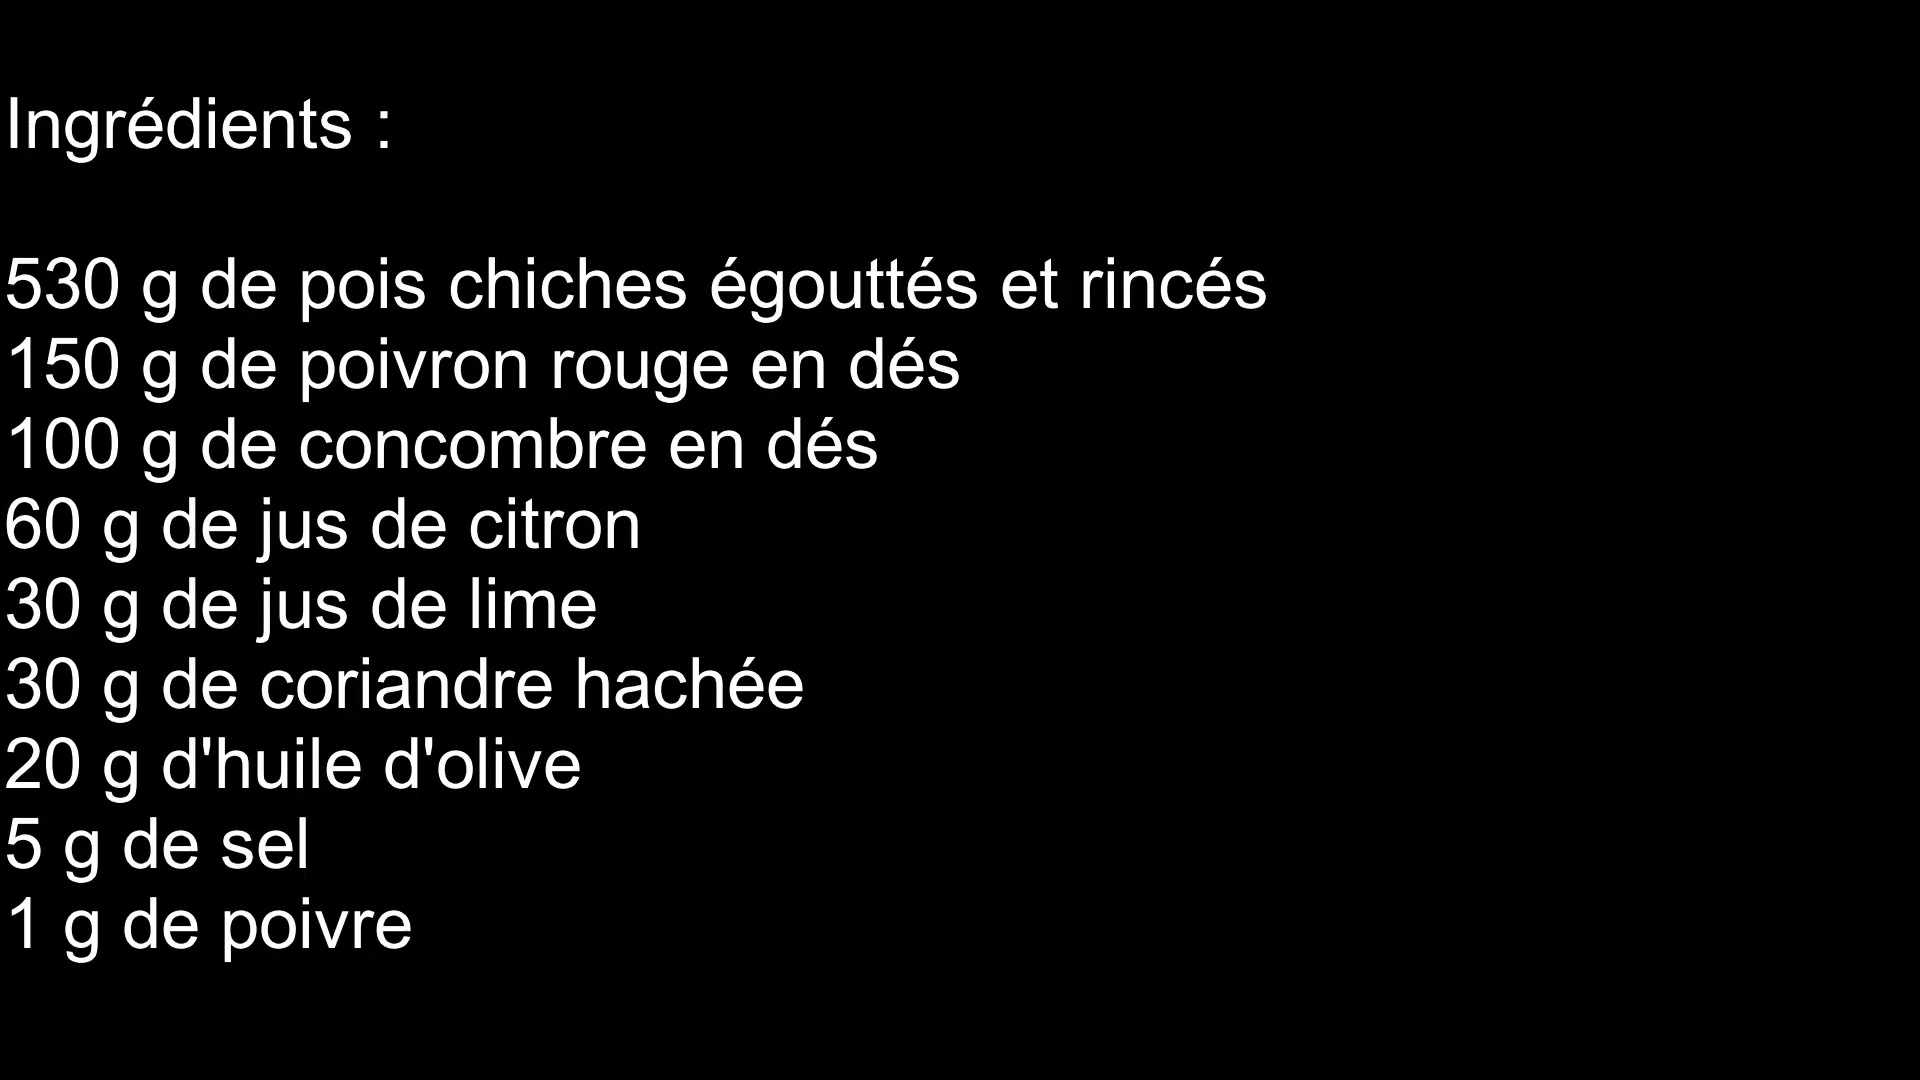 Ingrédients :
530 g de pois chiches égouttés et rincés
150 g de poivron rouge en dés
100 g de concombre en dés
60 g de jus de citron
30 g de jus de lime
30 g de coriandre hachée
20 g d'huile d'olive
5 g de sel
1 g de poivre